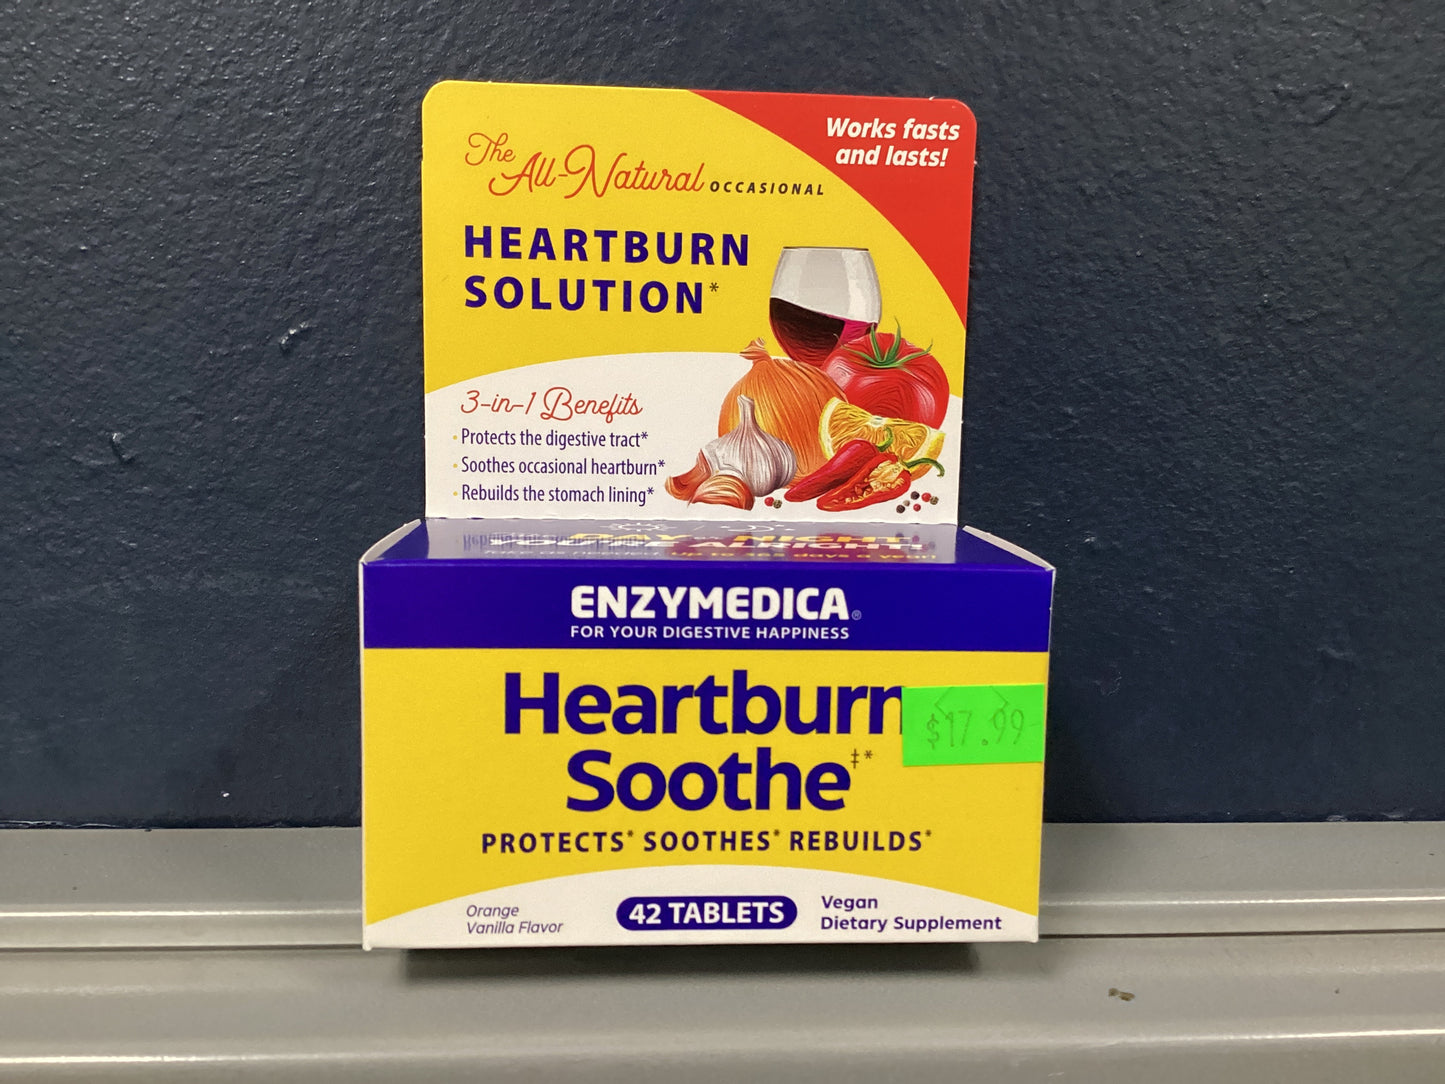 The
All-Natural OCCASIONAL
HEARTBURN
SOLUTION*
Works fasts
and lasts!
3-in-1 Benefits
· Protects the digestive tract*
· Soothes occasional heartburn*
· Rebuilds the stomach lining*
ENZYMEDICA®
FOR YOUR DIGESTIVE HAPPINESS
Heartburn
Soothe‡*
$17.99
PROTECTS* SOOTHES* REBUILDS*
Orange
Vanilla Flavor
42 TABLETS
Vegan
Dietary Supplement